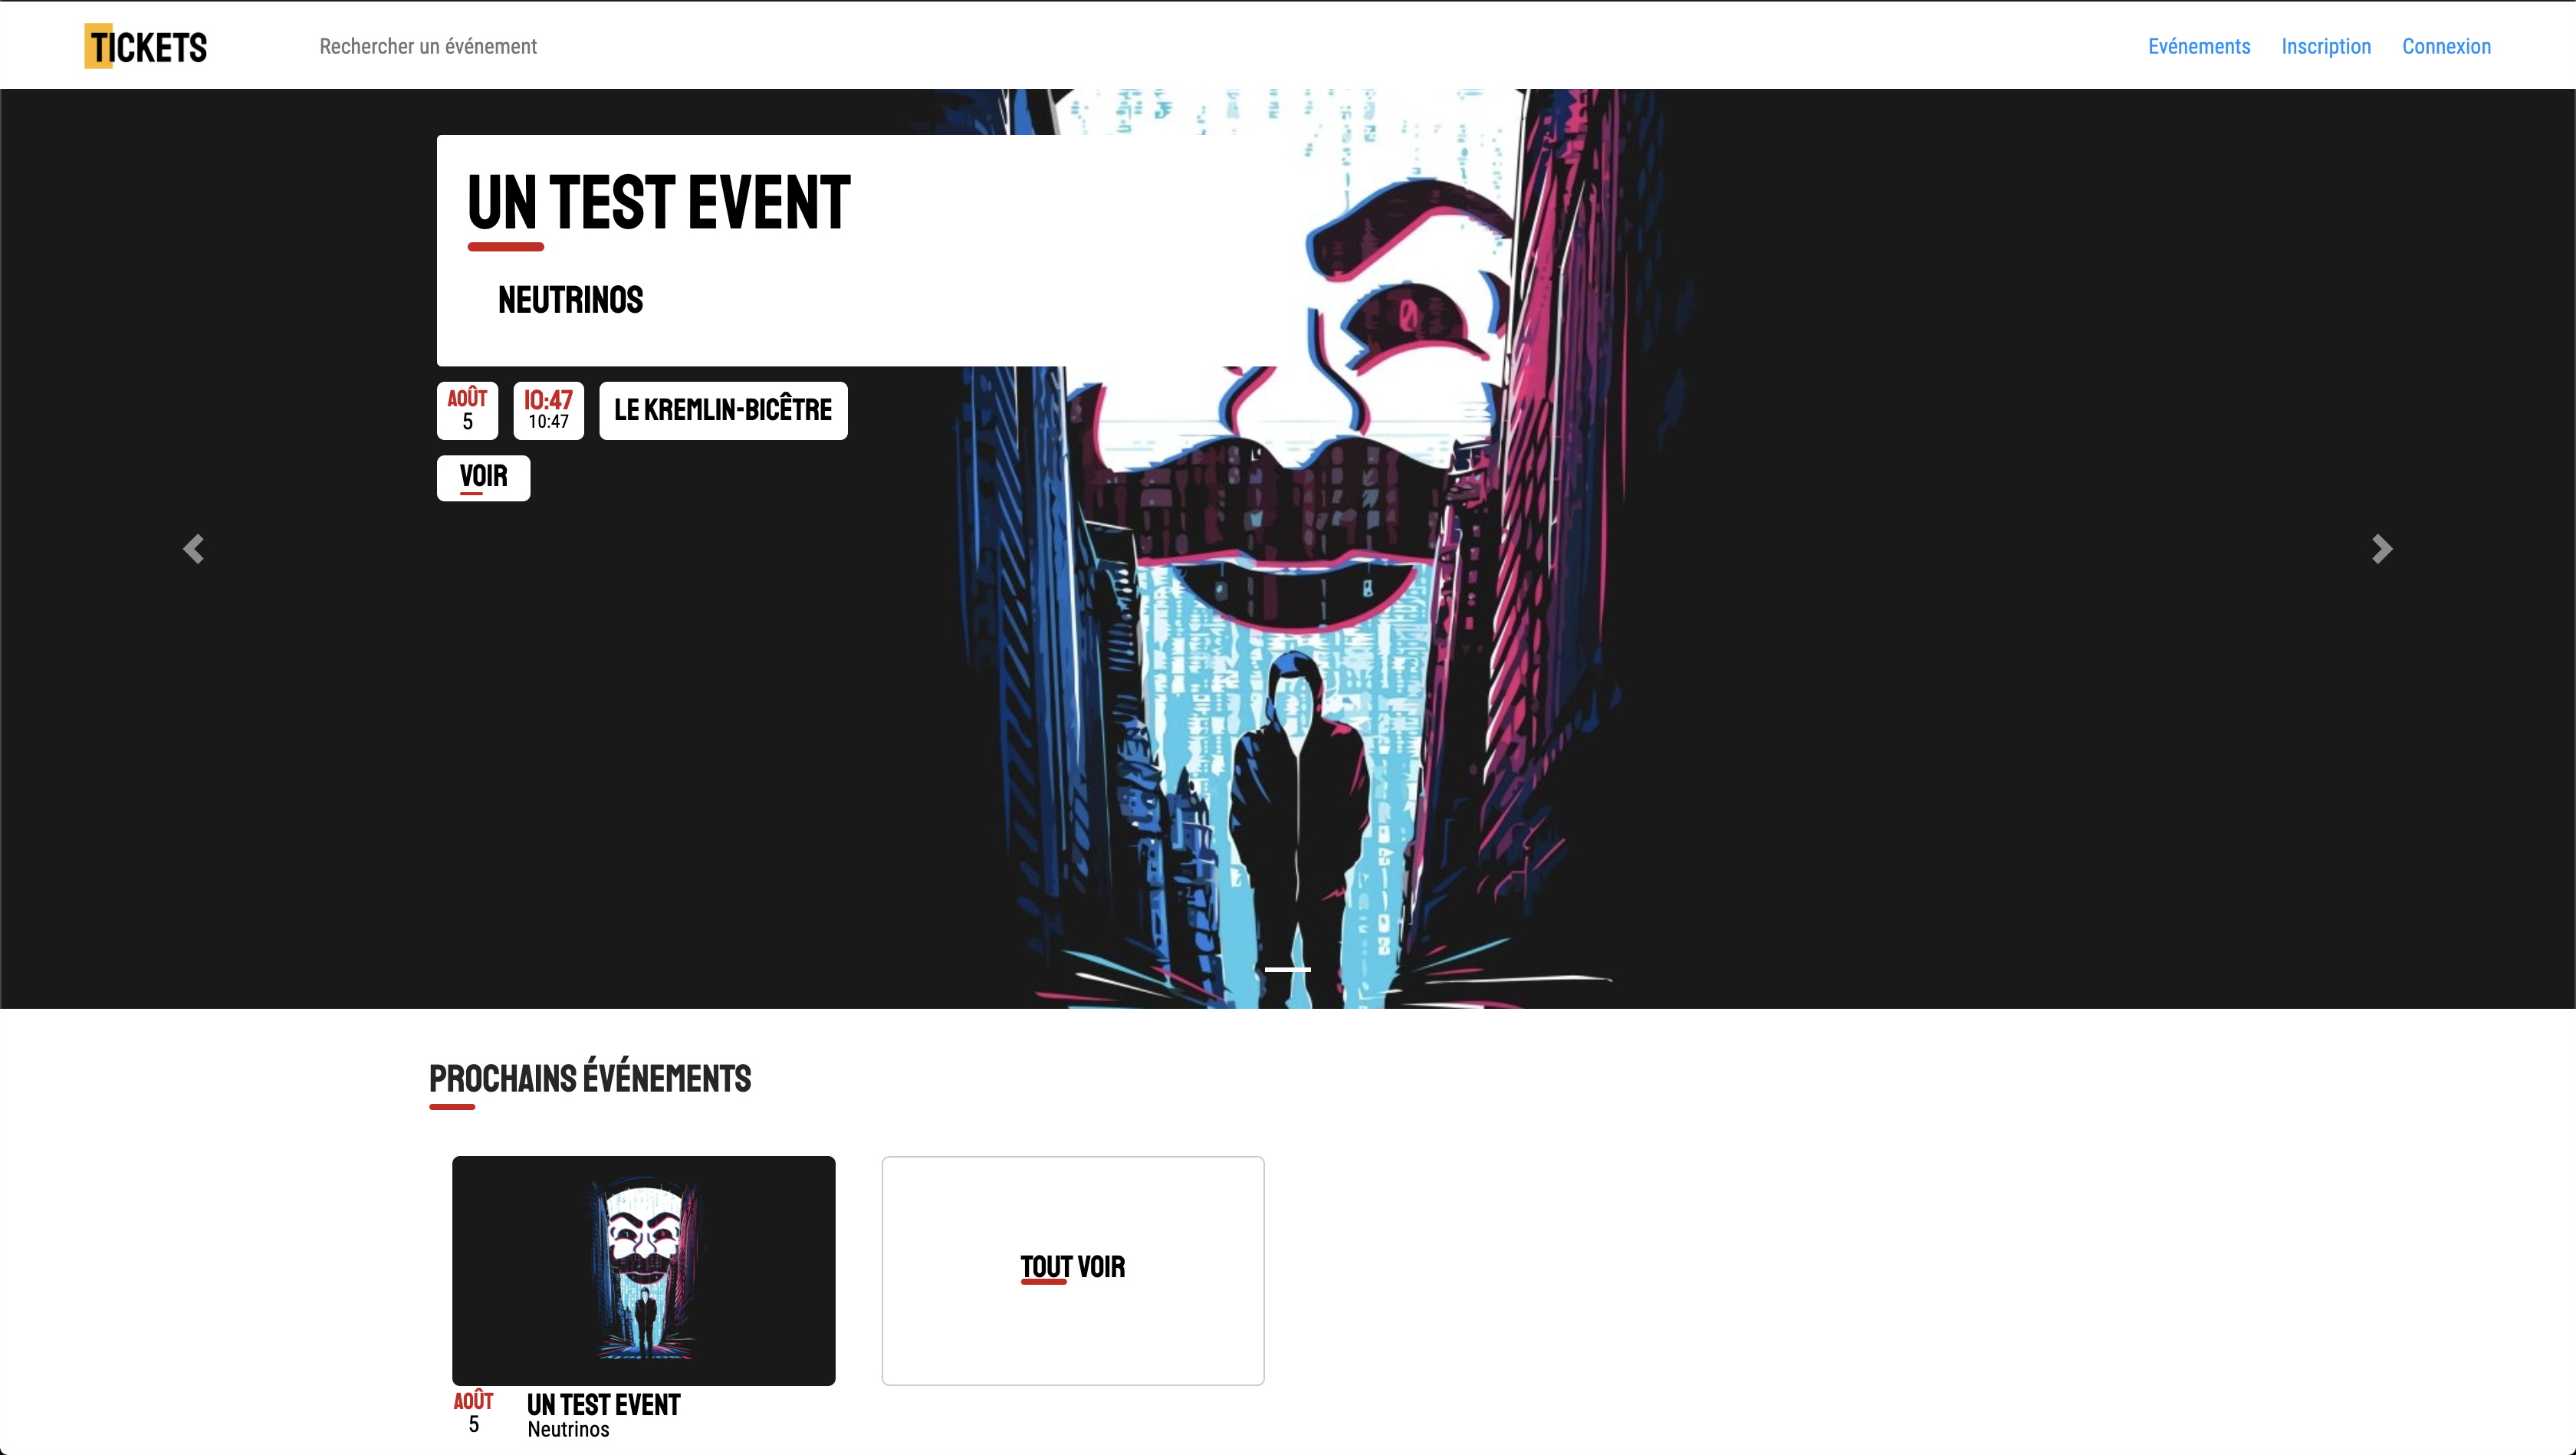 TICKETS
Rechercher un événement
Evénements
Inscription
Connexion
UN TEST EVENT
NEUTRINOS
AOÛT
5
10:47
10:47
LE KREMLIN-BICÊTRE
VOIR
PROCHAINS ÉVÉNEMENTS
TOUT VOIR
AOÛT
5
UN TEST EVENT
Neutrinos